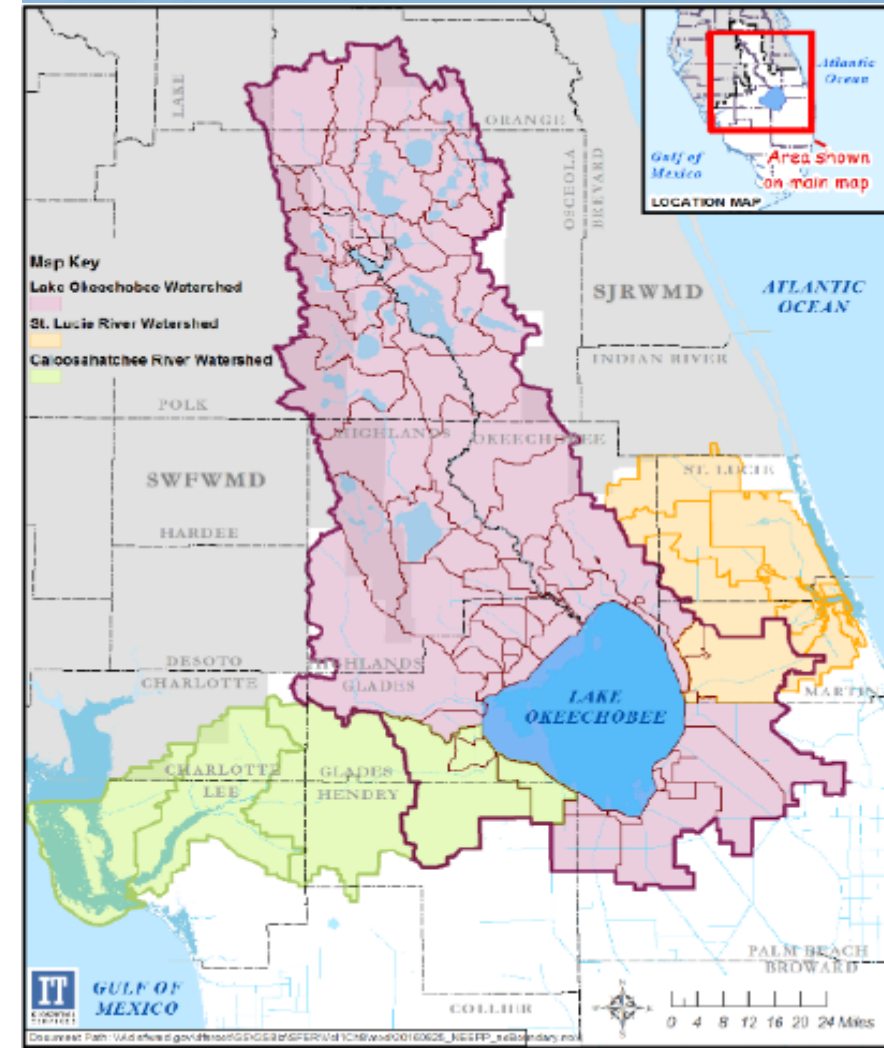 LAKE
ORANGE
OSCEOLA
BREVARD
Atlantic
Ocean
Gulf of
Mexico
Area shown
on main map
LOCATION MAP
Map Key
Lake Okeechobee Watershed
St. Lucie River Watershed
Caloosahatchee River Watershed
SJRWMD
ATLANTIC
OCEAN
INDIAN RIVER
POLK
HIGHLANDS
OKEECHOBEE
ST. LUCIE
SWFWMD
HARDEE
DESOTO
CHARLOTTE
HIGHLANDS
GLADES
LAKE
OKEECHOBEE
MARTIN
CHARLOTTE
LEE
GLADES
HENDRY
PALM BEACH
BROWARD
IT
GULF OF
MEXICO
COLLIER
N
0 4 8 12 16 20 24 Miles
Document Path: